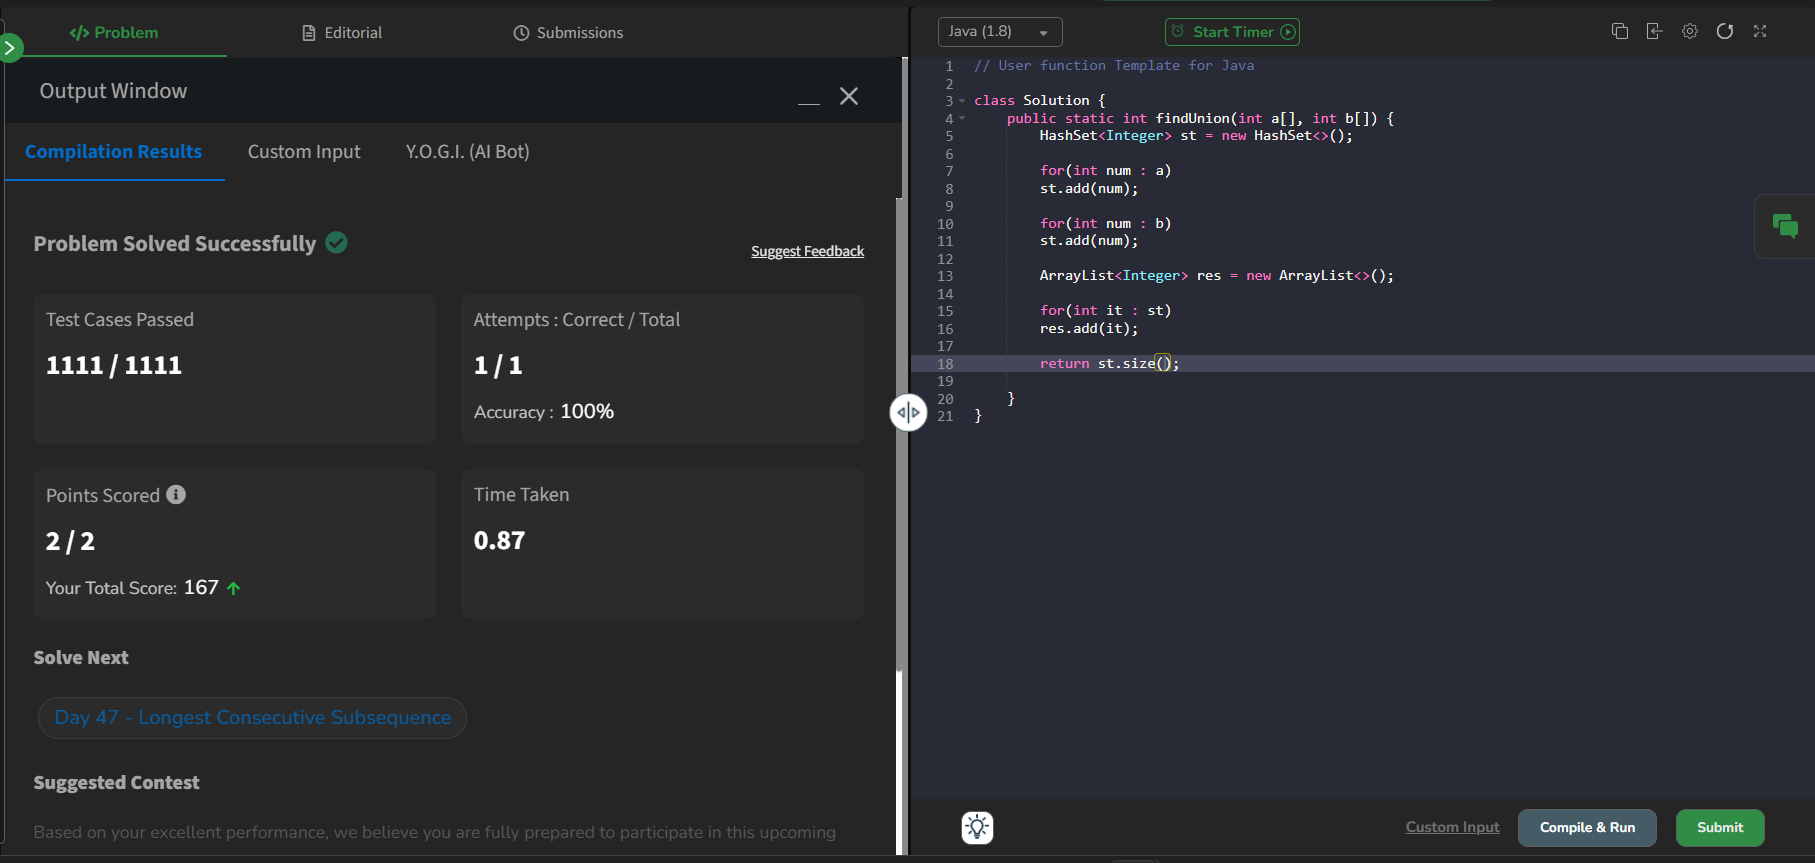 </> Problem
Editorial
Submissions
Output Window
Compilation Results
Custom Input
Y.O.G.I. (AI Bot)
Problem Solved Successfully
Suggest Feedback
Test Cases Passed
1111 / 1111
Attempts : Correct / Total
1 / 1
Accuracy : 100%
Points Scored
2 / 2
Your Total Score: 167
Time Taken
0.87
Solve Next
Day 47 - Longest Consecutive Subsequence
Suggested Contest
Based on your excellent performance, we believe you are fully prepared to participate in this upcoming
Java (1.8)
Start Timer
1 // User function Template for Java
2
3 class Solution {
4 public static int findUnion(int a[], int b[]) {
5 HashSet<Integer> st = new HashSet<>();
6
7 for(int num : a)
8 st.add(num);
9
10 for(int num : b)
11 st.add(num);
12
13 ArrayList<Integer> res = new ArrayList<>();
14
15 for(int it : st)
16 res.add(it);
17
18 return st.size();
19
20 }
21 }
Custom Input
Compile & Run
Submit